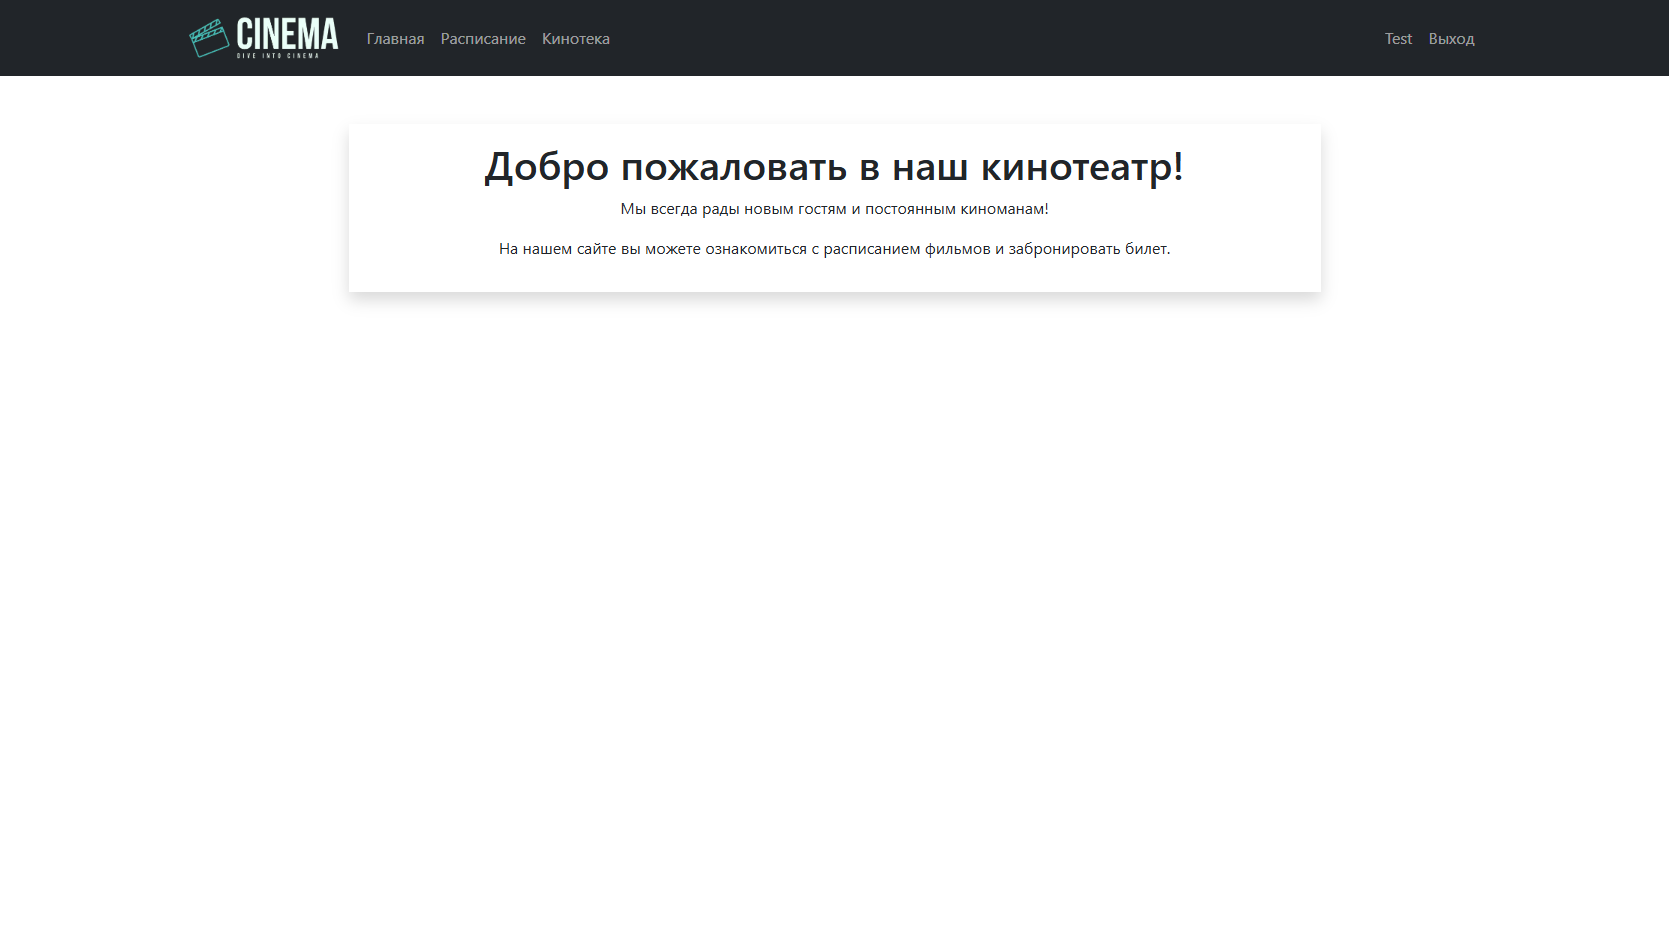 CINEMA
DIVE INTO CINEMA
Главная Расписание Кинотека
Test Выход
Добро пожаловать в наш кинотеатр!
Мы всегда рады новым гостям и постоянным киноманам!
На нашем сайте вы можете ознакомиться с расписанием фильмов и забронировать билет.